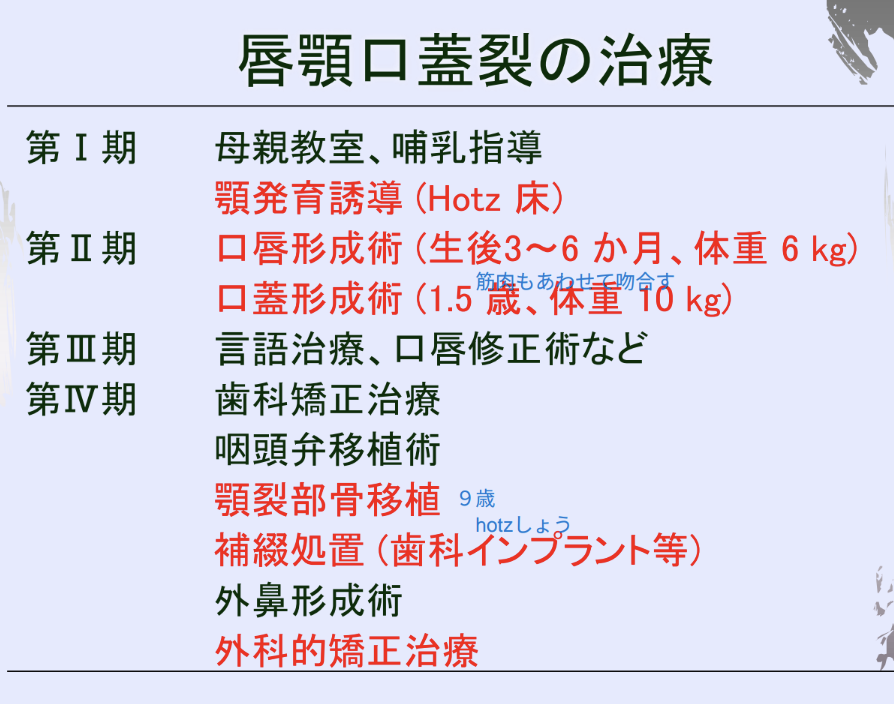 唇顎口蓋裂の治療
第Ⅰ期 母親教室、哺乳指導
顎発育誘導 (Hotz 床)
第Ⅱ期 口唇形成術 (生後3〜6 か月、体重 6 kg)
筋肉もあわせて吻合す
口蓋形成術 (1.5 歳、体重 10 kg)
第Ⅲ期 言語治療、口唇修正術など
第Ⅳ期 歯科矯正治療
咽頭弁移植術
顎裂部骨移植 9歳
hotzしょう
補綴処置 (歯科インプラント等)
外鼻形成術
外科的矯正治療